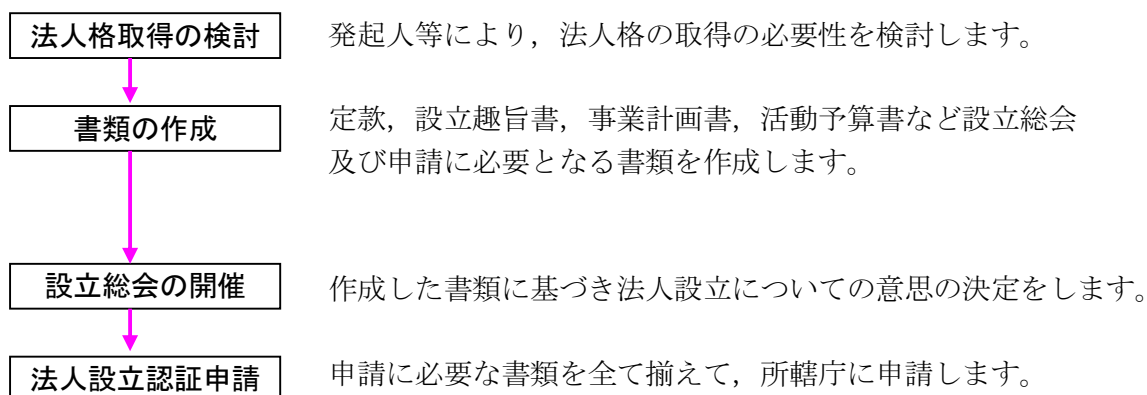 法人格取得の検討
発起人等により，法人格の取得の必要性を検討します。
書類の作成
定款，設立趣旨書，事業計画書，活動予算書など設立総会
及び申請に必要となる書類を作成します。
設立総会の開催
作成した書類に基づき法人設立についての意思の決定をします。
法人設立認証申請
申請に必要な書類を全て揃えて，所轄庁に申請します。